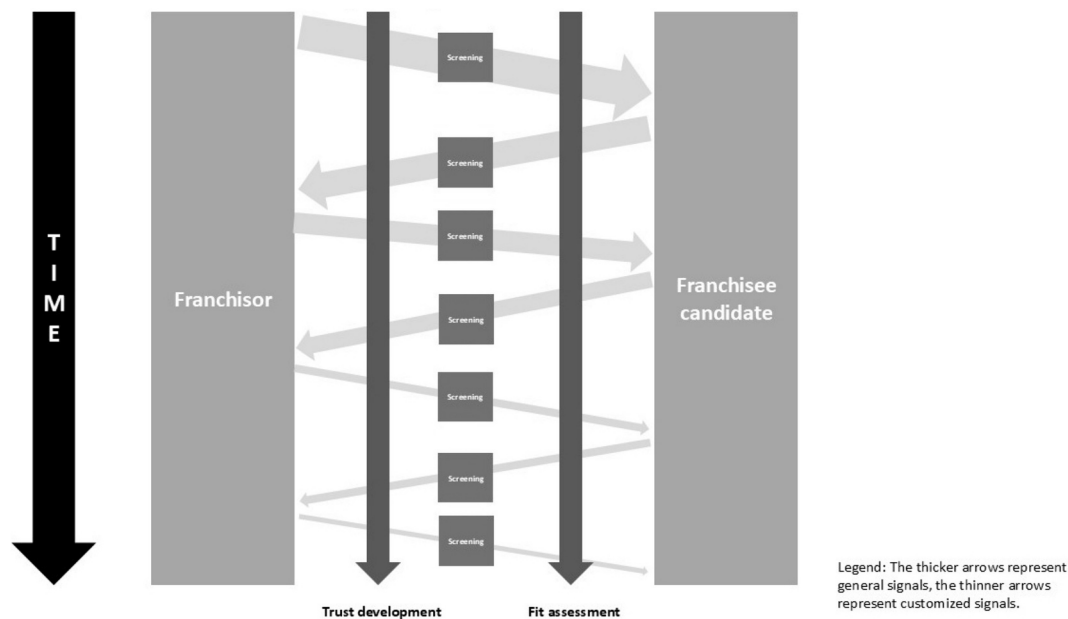 T
I
M
E
Franchisor
Screening
Screening
Screening
Screening
Screening
Screening
Screening
Franchisee
candidate
Trust development
Fit assessment
Legend: The thicker arrows represent
general signals, the thinner arrows
represent customized signals.